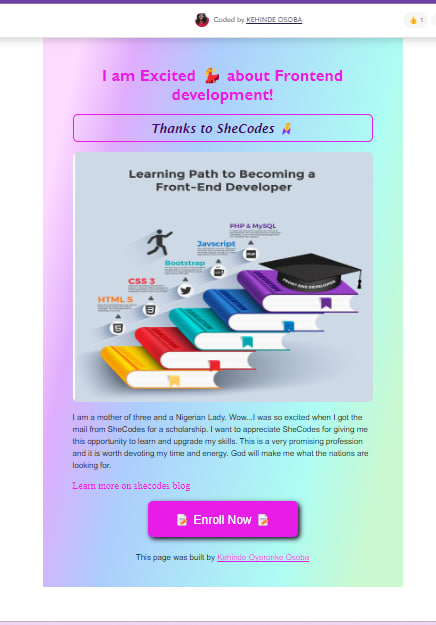 Coded by KEHINDE OSOBA
👍 1
I am Excited 💃 about Frontend
development!
Thanks to SheCodes 🎗️
Learning Path to Becoming a
Front-End Developer
PHP & MySQL
Javscript
Bootstrap
CSS 3
HTML 5
FRONT END DEVELOPER
I am a mother of three and a Nigerian Lady. Wow...I was so excited when I got the
mail from SheCodes for a scholarship. I want to appreciate SheCodes for giving me
this opportunity to learn and upgrade my skills. This is a very promising profession
and it is worth devoting my time and energy. God will make me what the nations are
looking for.
Learn more on shecodes blog
📝 Enroll Now 📝
This page was built by Kehinde Oyeronke Osoba